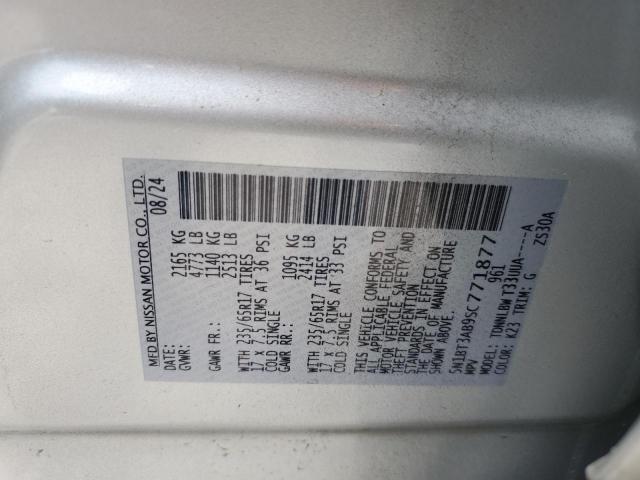 MFD BY NISSAN MOTOR CO., LTD.
DATE: 08/24
GVWR: 2165 KG
4773 LB
GAWR FR: 1140 KG
2513 LB
WITH 235/65R17 TIRES
17 X 7.5 RIMS AT 36 PSI
COLD SINGLE
GAWR RR: 1095 KG
2414 LB
WITH 235/65R17 TIRES
17 X 7.5 RIMS AT 33 PSI
COLD SINGLE
THIS VEHICLE CONFORMS TO
ALL APPLICABLE FEDERAL
MOTOR VEHICLE SAFETY AND
THEFT PREVENTION STANDARDS
IN EFFECT ON
THE DATE OF MANUFACTURE
SHOWN ABOVE.
5N1BT3AB9SC771877
MPV 961
MODEL: TDNNLBW T33UUA-----A
COLOR: K23 TRIM: G ZS30A